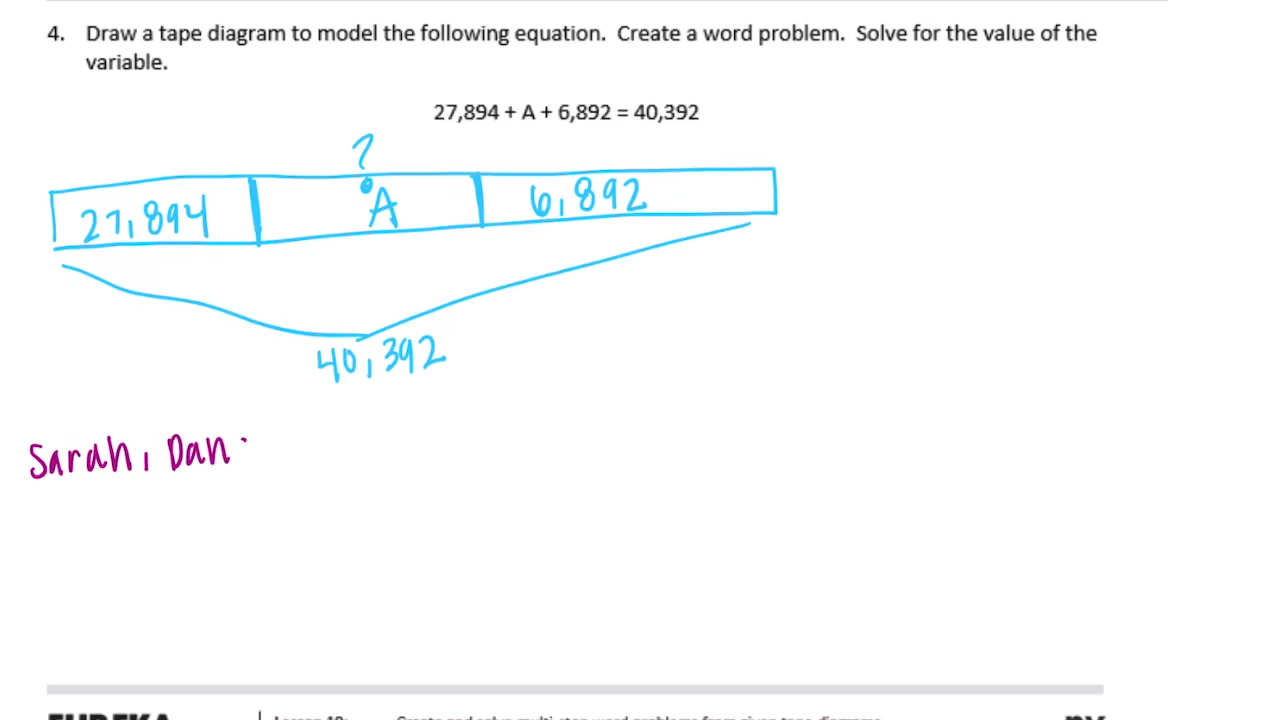 4. Draw a tape diagram to model the following equation. Create a word problem. Solve for the value of the
variable.
27,894 + A + 6,892 = 40,392
?
27,894 A 6,892
40,392
Sarah, Dan